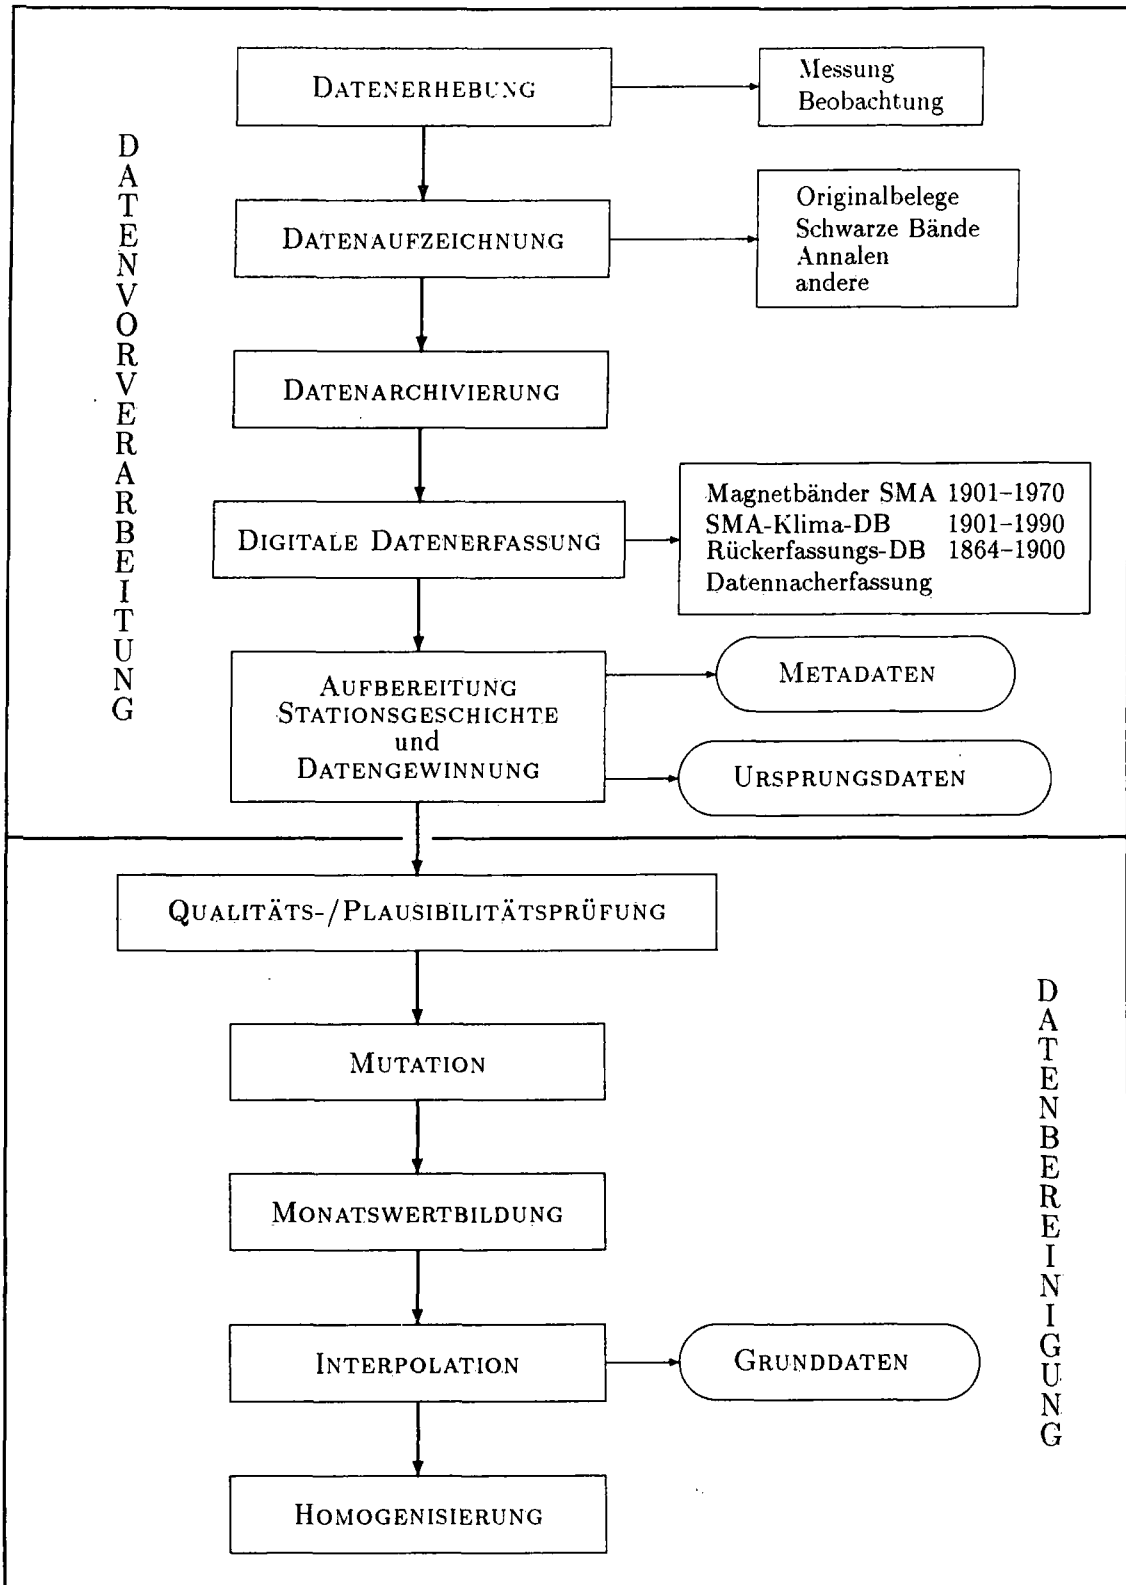 DATENERHEBUNG
Messung
Beobachtung
DATENVORVERARBEITUNG
DATENAUFZEICHNUNG
Originalbelege
Schwarze Bände
Annalen
andere
DATENARCHIVIERUNG
DIGITALE DATENERFASSUNG
Magnetbänder SMA 1901–1970
SMA-Klima-DB 1901–1990
Rückerfassungs-DB 1864–1900
Datennacherfassung
AUFBEREITUNG
STATIONSGESCHICHTE
und
DATENGEWINNUNG
METADATEN
URSPRUNGSDATEN
QUALITÄTS-/PLAUSIBILITÄTSPRÜFUNG
DATENBEREINIGUNG
MUTATION
MONATSWERTBILDUNG
INTERPOLATION
GRUNDDATEN
HOMOGENISIERUNG